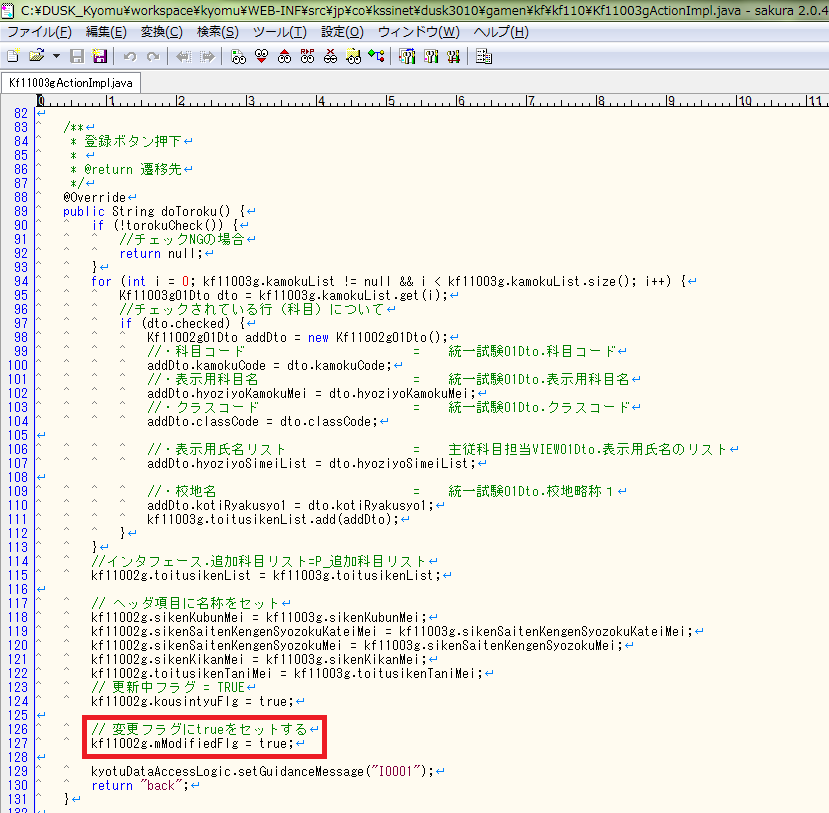 C:¥DUSK_Kyomu¥workspace¥kyomu¥WEB-INF¥src¥jp¥co¥kssinet¥dusk3010¥gamen¥kf¥kf110¥Kf11003gActionImpl.java - sakura 2.0.4
ファイル(F) 編集(E) 変換(C) 検索(S) ツール(T) 設定(O) ウィンドウ(W) ヘルプ(H)
Kf11003gActionImpl.java
0 1 2 3 4 5 6 7 8 9 10 11
82
83 /**
84 * 登録ボタン押下
85 *
86 * @return 遷移先
87 */
88 @Override
89 public String doToroku() {
90 if (!torokuCheck()) {
91 //チェックNGの場合
92 return null;
93 }
94 for (int i = 0; kf11003g.kamokuList != null && i < kf11003g.kamokuList.size(); i++) {
95 Kf11003g01Dto dto = kf11003g.kamokuList.get(i);
96 //チェックされている行（科目）について
97 if (dto.checked) {
98 Kf11002g01Dto addDto = new Kf11002g01Dto();
99 //・科目コード = 統一試験01Dto.科目コード
100 addDto.kamokuCode = dto.kamokuCode;
101 //・表示用科目名 = 統一試験01Dto.表示用科目名
102 addDto.hyoziyoKamokuMei = dto.hyoziyoKamokuMei;
103 //・クラスコード = 統一試験01Dto.クラスコード
104 addDto.classCode = dto.classCode;
105
106 //・表示用氏名リスト = 主従科目担当VIEW01Dto.表示用氏名のリスト
107 addDto.hyoziyoSimeiList = dto.hyoziyoSimeiList;
108
109 //・校地名 = 統一試験01Dto.校地略称１
110 addDto.kotiRyakusyo1 = dto.kotiRyakusyo1;
111 kf11003g.toitusikenList.add(addDto);
112 }
113 }
114 //インタフェース.追加科目リスト=P_追加科目リスト
115 kf11002g.toitusikenList = kf11003g.toitusikenList;
116
117 // ヘッダ項目に名称をセット
118 kf11002g.sikenKubunMei = kf11003g.sikenKubunMei;
119 kf11002g.sikenSaitenKengenSyozokuKateiMei = kf11003g.sikenSaitenKengenSyozokuKateiMei;
120 kf11002g.sikenSaitenKengenSyozokuMei = kf11003g.sikenSaitenKengenSyozokuMei;
121 kf11002g.sikenKikanMei = kf11003g.sikenKikanMei;
122 kf11002g.toitusikenTaniMei = kf11003g.toitusikenTaniMei;
123 // 更新中フラグ = TRUE
124 kf11002g.kousintyuFlg = true;
125
126 // 変更フラグにtrueをセットする
127 kf11002g.mModifiedFlg = true;
128
129 kyotuDataAccessLogic.setGuidanceMessage("I0001");
130 return "back";
131 }
132